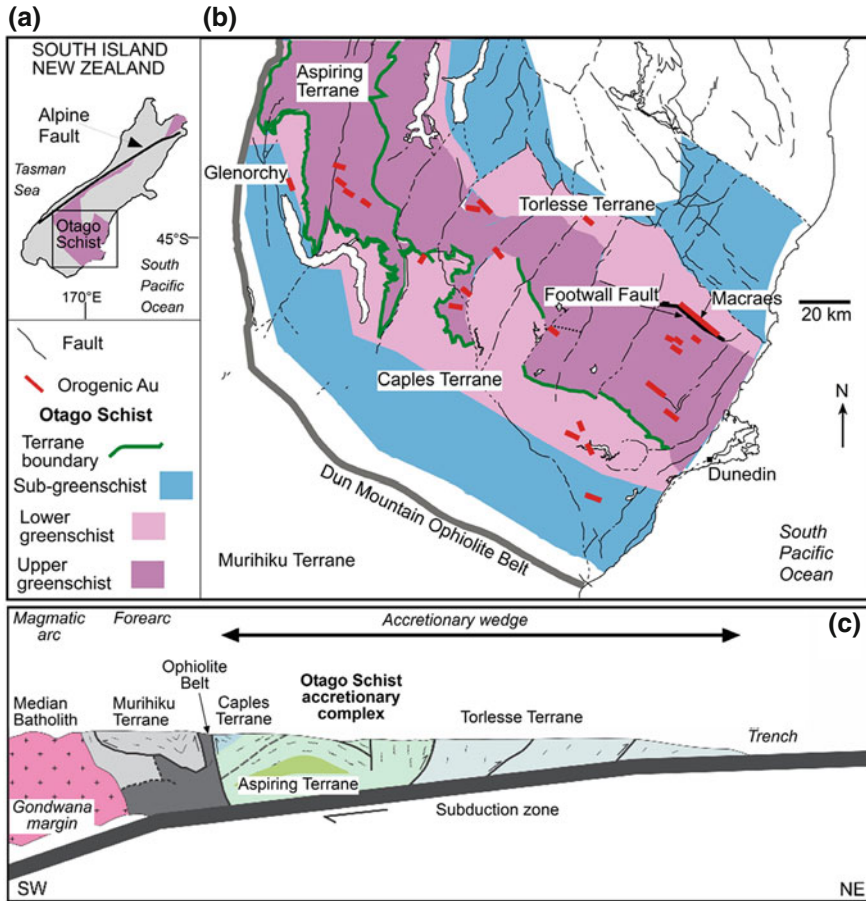 (a)
SOUTH ISLAND
NEW ZEALAND
Alpine
Fault
Tasman
Sea
Otago
Schist
45°S
170°E
South
Pacific
Ocean
Fault
Orogenic Au
Otago Schist
Terrane
boundary
Sub-greenschist
Lower
greenschist
Upper
greenschist
(b)
Aspiring
Terrane
Glenorchy
Torlesse Terrane
Footwall Fault
Macraes
20 km
Caples Terrane
N
Dunedin
Dun Mountain Ophiolite Belt
Murihiku Terrane
South
Pacific
Ocean
(c)
Magmatic
arc
Forearc
Accretionary wedge
Ophiolite
Belt
Otago Schist
accretionary
complex
Median
Batholith
Murihiku
Terrane
Caples
Terrane
Torlesse Terrane
Trench
Aspiring Terrane
Gondwana
margin
Subduction zone
SW
NE